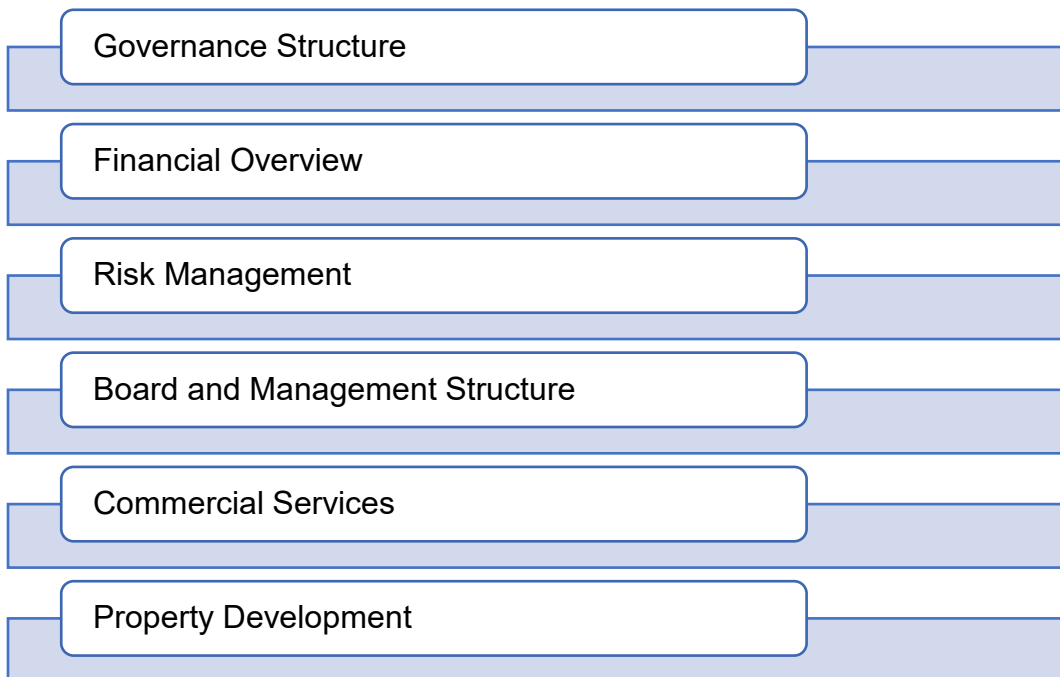 Governance Structure
Financial Overview
Risk Management
Board and Management Structure
Commercial Services
Property Development